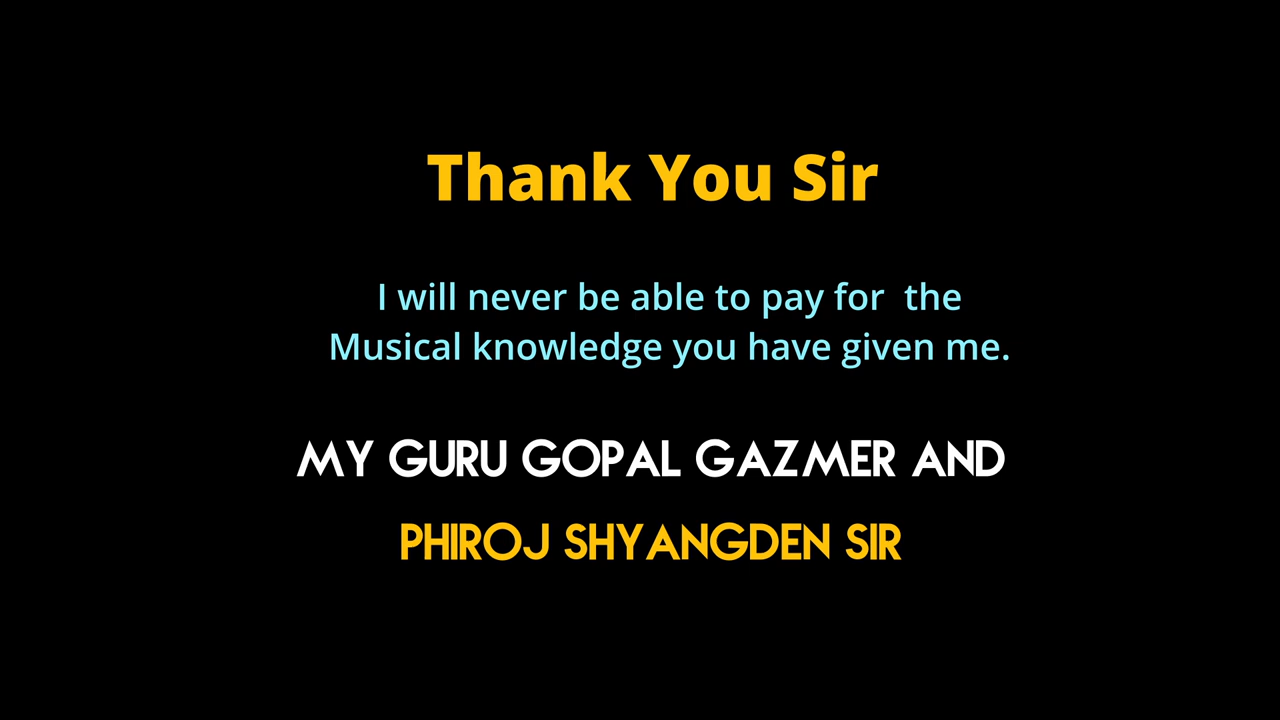 Thank You Sir
I will never be able to pay for  the
Musical knowledge you have given me.
MY GURU GOPAL GAZMER AND
PHIROJ SHYANGDEN SIR